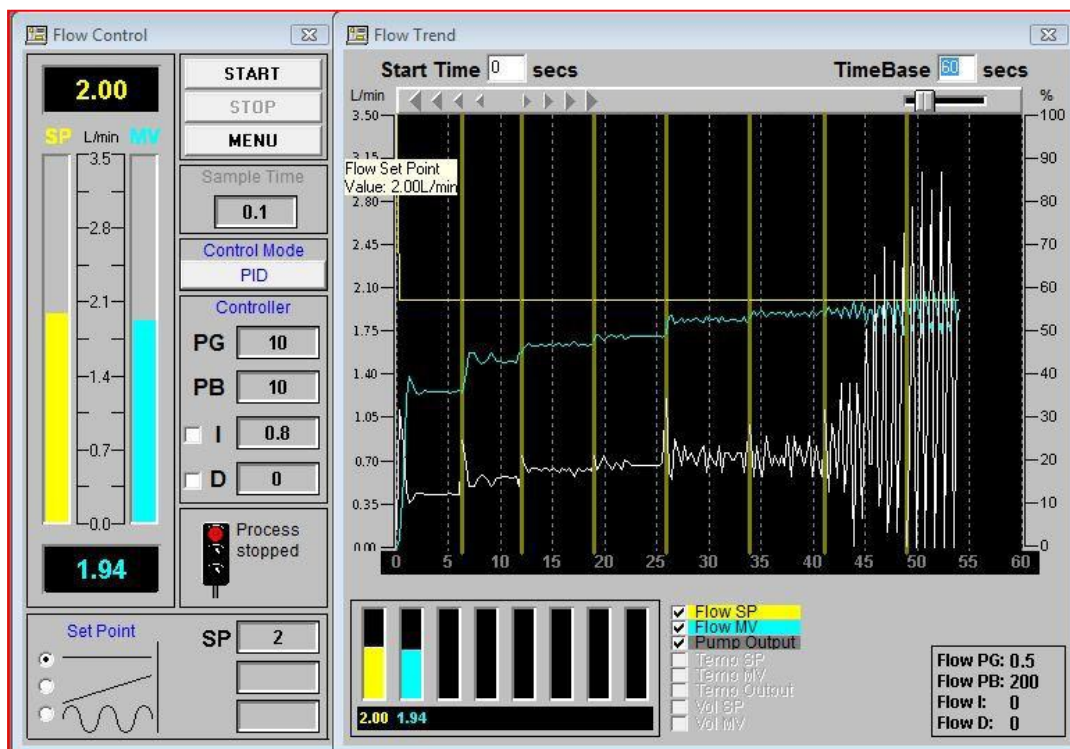 Flow Control
2.00
SP L/min MV
3.5
2.8
2.1
1.4
0.7
0.0
1.94
START
STOP
MENU
Sample Time
0.1
Control Mode
PID
Controller
PG 10
PB 10
I 0.8
D 0
Process
stopped
Set Point
SP 2
Flow Trend
Start Time 0 secs
TimeBase 60 secs
L/min
%
3.50
3.15
2.80
2.45
2.10
1.75
1.40
1.05
0.70
0.35
0.00
Flow Set Point
Value: 2.00L/min
100
90
80
70
60
50
40
30
20
10
0
0 5 10 15 20 25 30 35 40 45 50 55 60
2.00 1.94
Flow SP
Flow MV
Pump Output
Temp SP
Temp MV
Temp Output
Vol SP
Vol MV
Flow PG: 0.5
Flow PB: 200
Flow I: 0
Flow D: 0